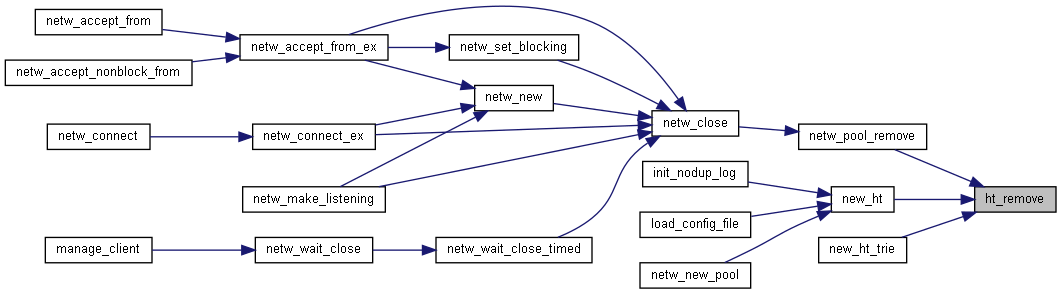 netw_accept_from
netw_accept_from_ex
netw_set_blocking
netw_accept_nonblock_from
netw_new
netw_close
netw_connect
netw_connect_ex
netw_pool_remove
init_nodup_log
netw_make_listening
new_ht
ht_remove
load_config_file
manage_client
netw_wait_close
netw_wait_close_timed
new_ht_trie
netw_new_pool